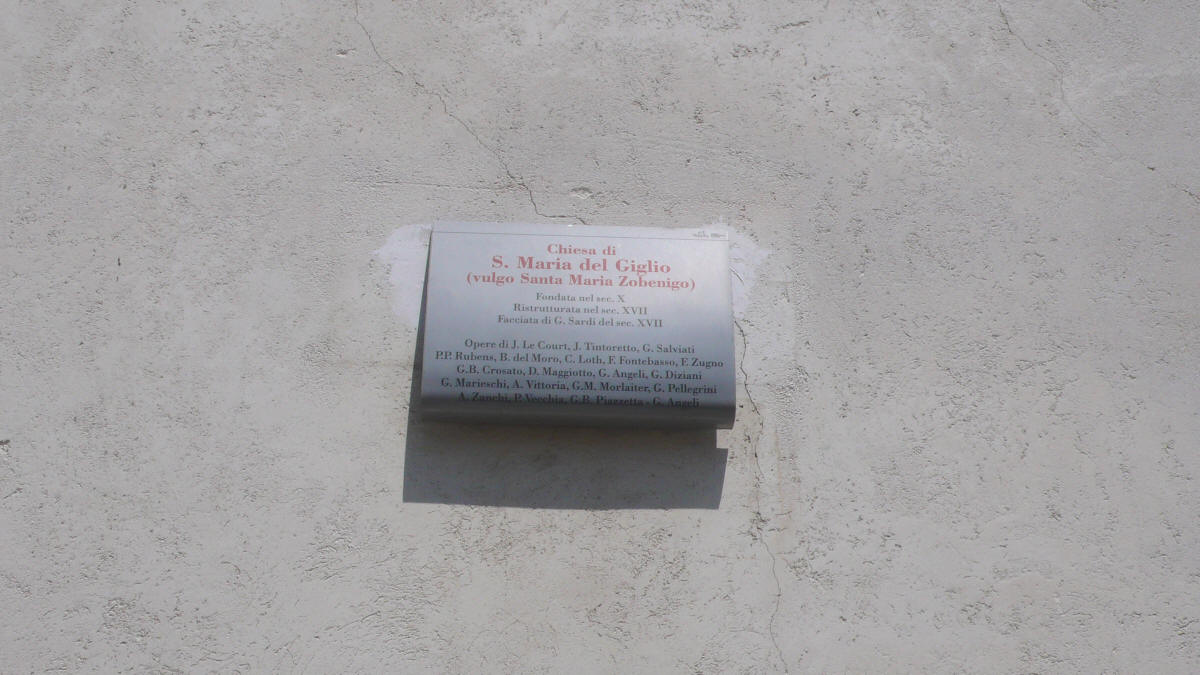 Chiesa di
S. Maria del Giglio
(vulgo Santa Maria Zobenigo)
Fondata nel sec. X
Ristrutturata nel sec. XVII
Facciata di G. Sardi del sec. XVII
Opere di J. Le Court, J. Tintoretto, G. Salviati
P.P. Rubens, B. del Moro, C. Loth, F. Fontebasso, F. Zugno
G.B. Crosato, D. Maggiotto, G. Angeli, G. Diziani
G. Marieschi, A. Vittoria, G.M. Morlaiter, G. Pellegrini
A. Zanchi, P. Vecchia, G.B. Piazzetta - G. Angeli